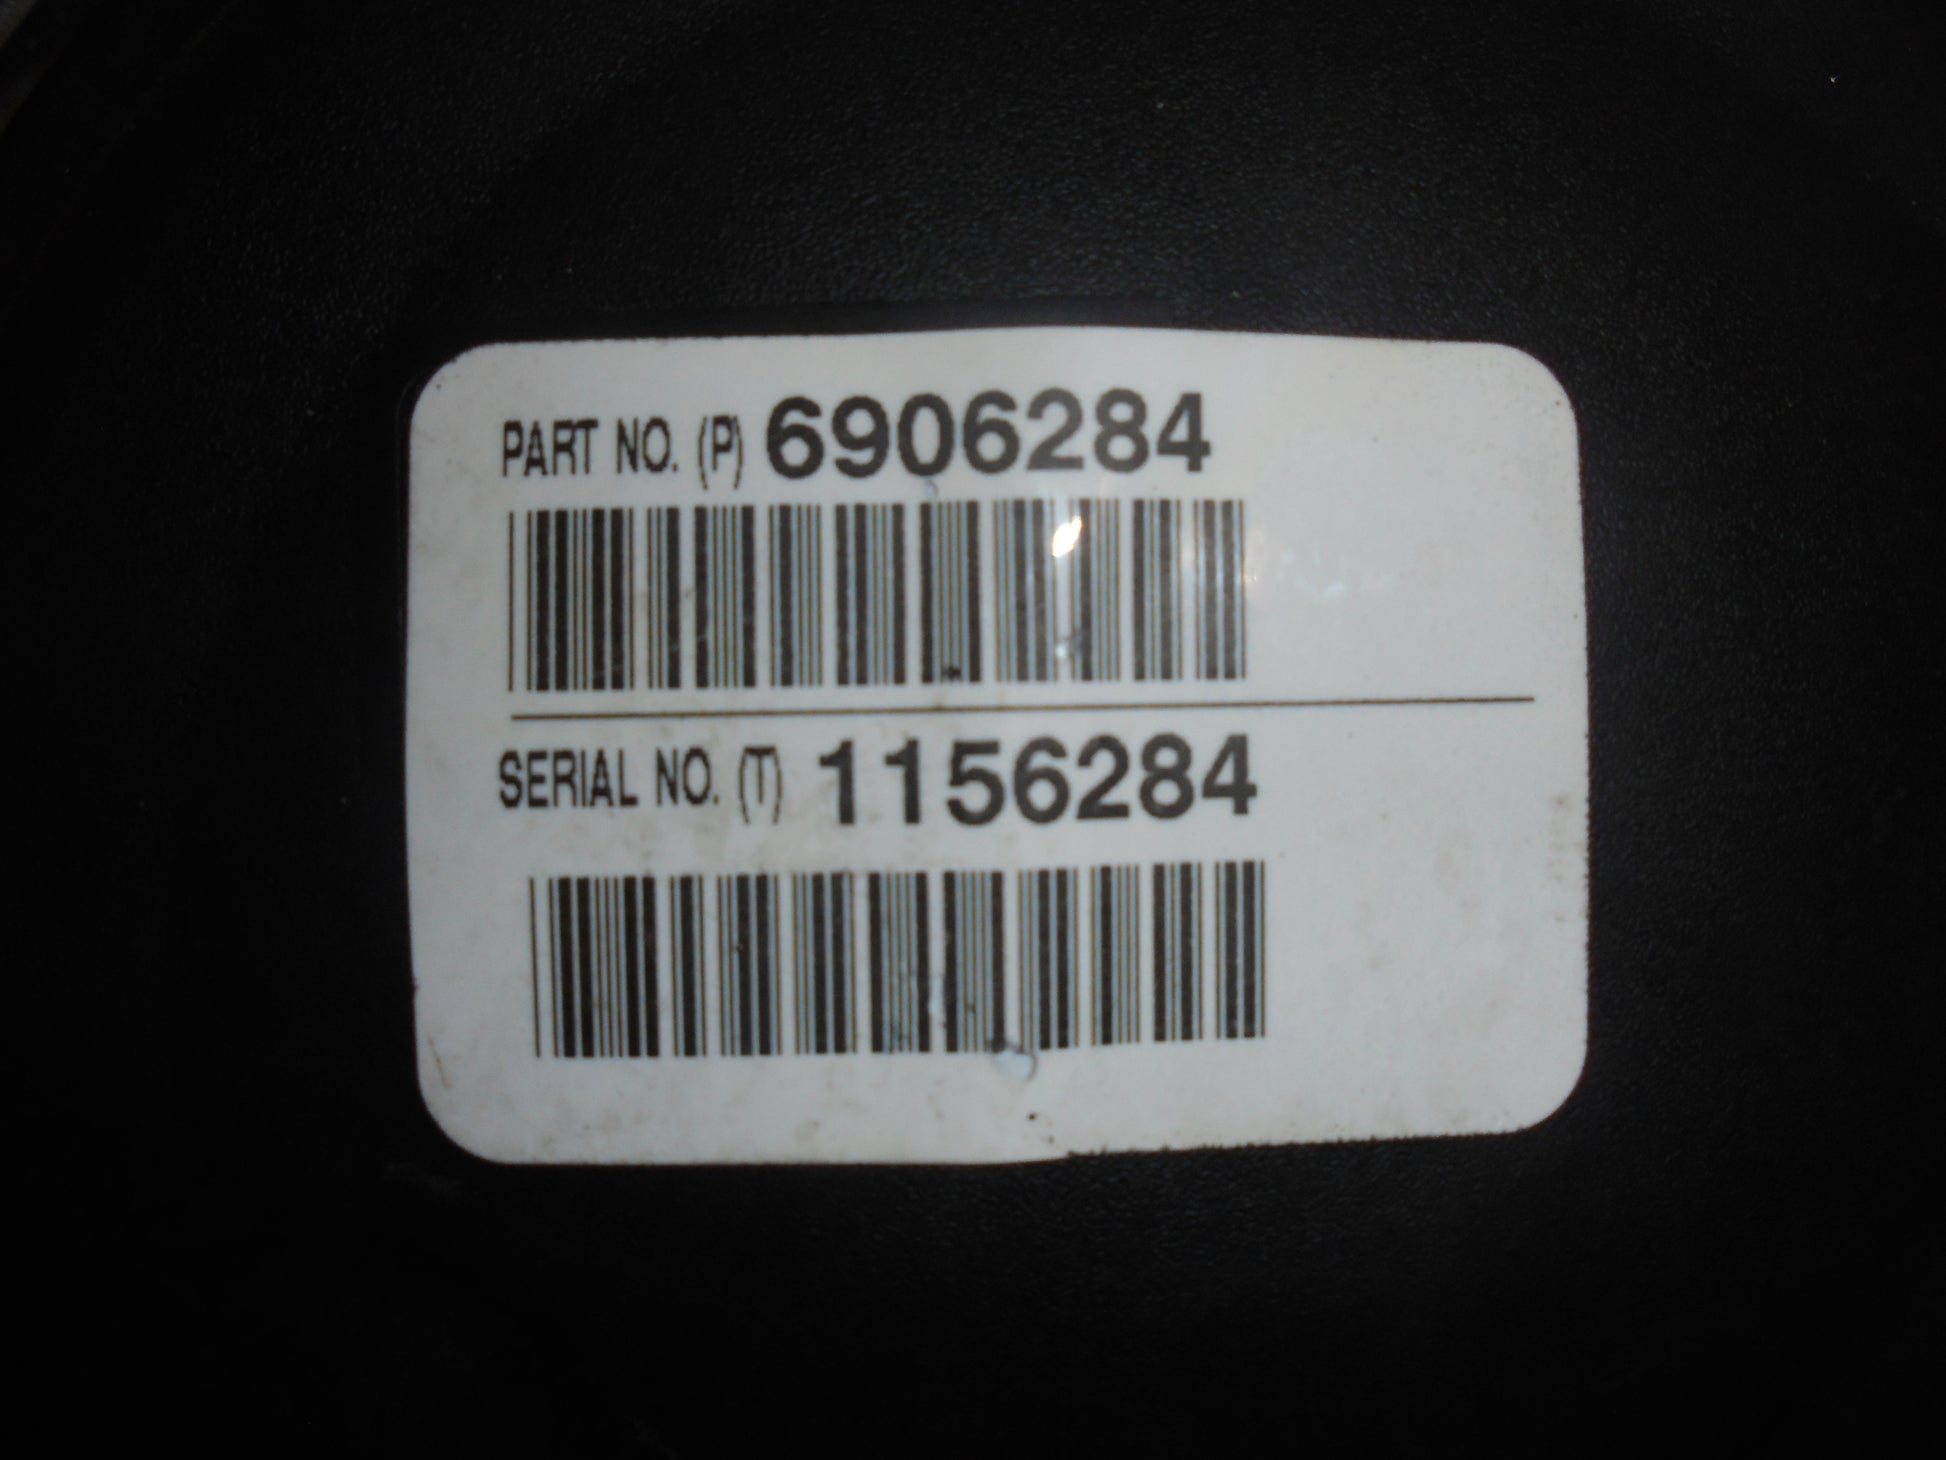 PART NO. (P) 6906284
SERIAL NO. (T) 1156284